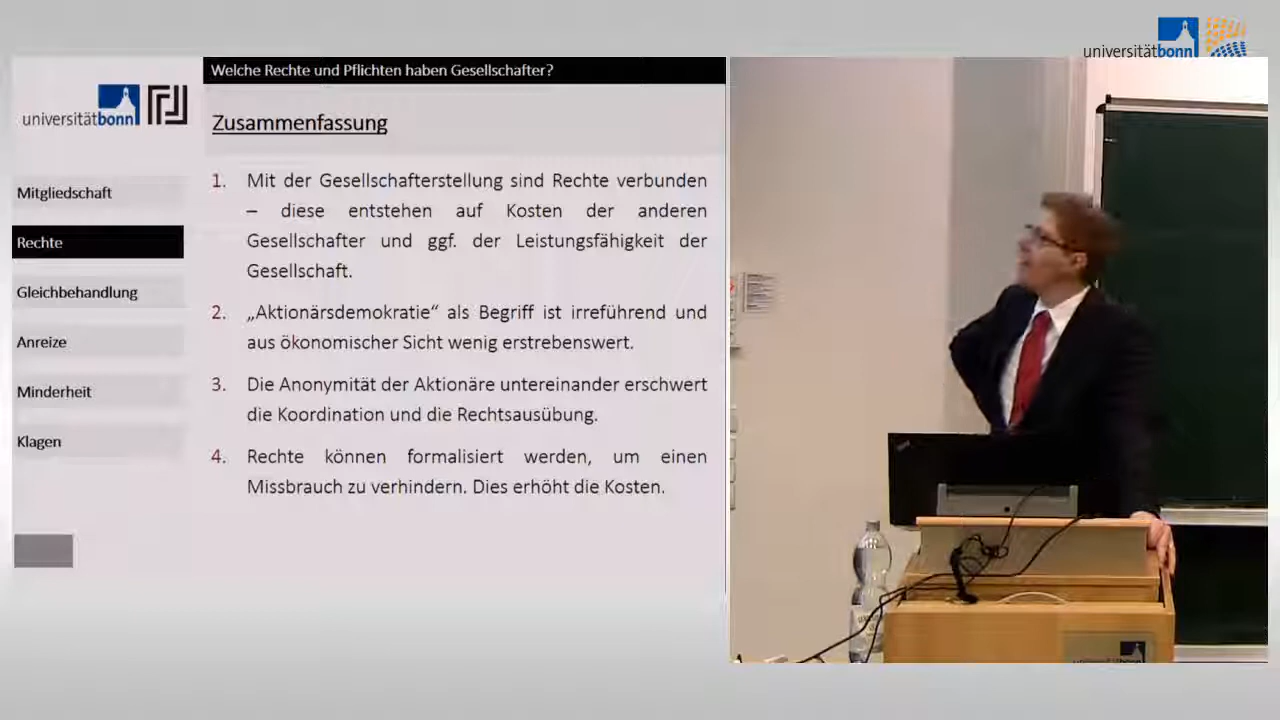 universitätbonn
Welche Rechte und Pflichten haben Gesellschafter?
universitätbonn
Zusammenfassung
Mitgliedschaft
Rechte
Gleichbehandlung
Anreize
Minderheit
Klagen
1. Mit der Gesellschafterstellung sind Rechte verbunden
– diese entstehen auf Kosten der anderen
Gesellschafter und ggf. der Leistungsfähigkeit der
Gesellschaft.
2. „Aktionärsdemokratie“ als Begriff ist irreführend und
aus ökonomischer Sicht wenig erstrebenswert.
3. Die Anonymität der Aktionäre untereinander erschwert
die Koordination und die Rechtsausübung.
4. Rechte können formalisiert werden, um einen
Missbrauch zu verhindern. Dies erhöht die Kosten.